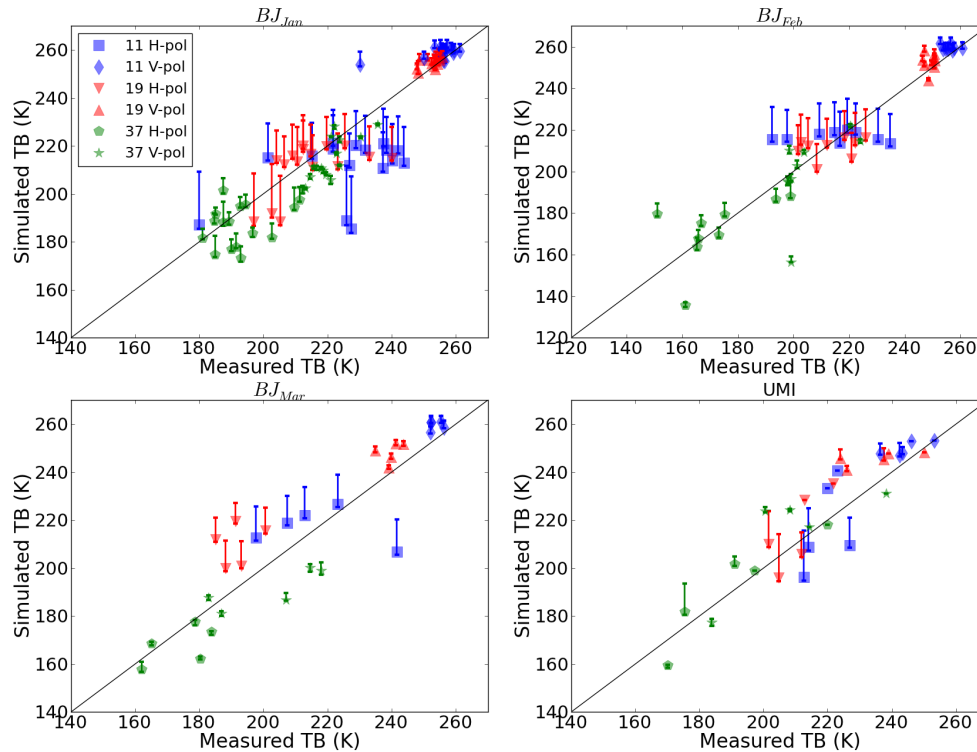 BJ_Jan
Simulated TB (K)
11 H-pol
11 V-pol
19 H-pol
19 V-pol
37 H-pol
37 V-pol
260
240
220
200
180
160
140
140 160 180 200 220 240 260
Measured TB (K)
BJ_Feb
Simulated TB (K)
260
240
220
200
180
160
140
120
120 140 160 180 200 220 240 260
Measured TB (K)
BJ_Mar
Simulated TB (K)
260
240
220
200
180
160
140
140 160 180 200 220 240 260
Measured TB (K)
UMI
Simulated TB (K)
260
240
220
200
180
160
140
140 160 180 200 220 240 260
Measured TB (K)